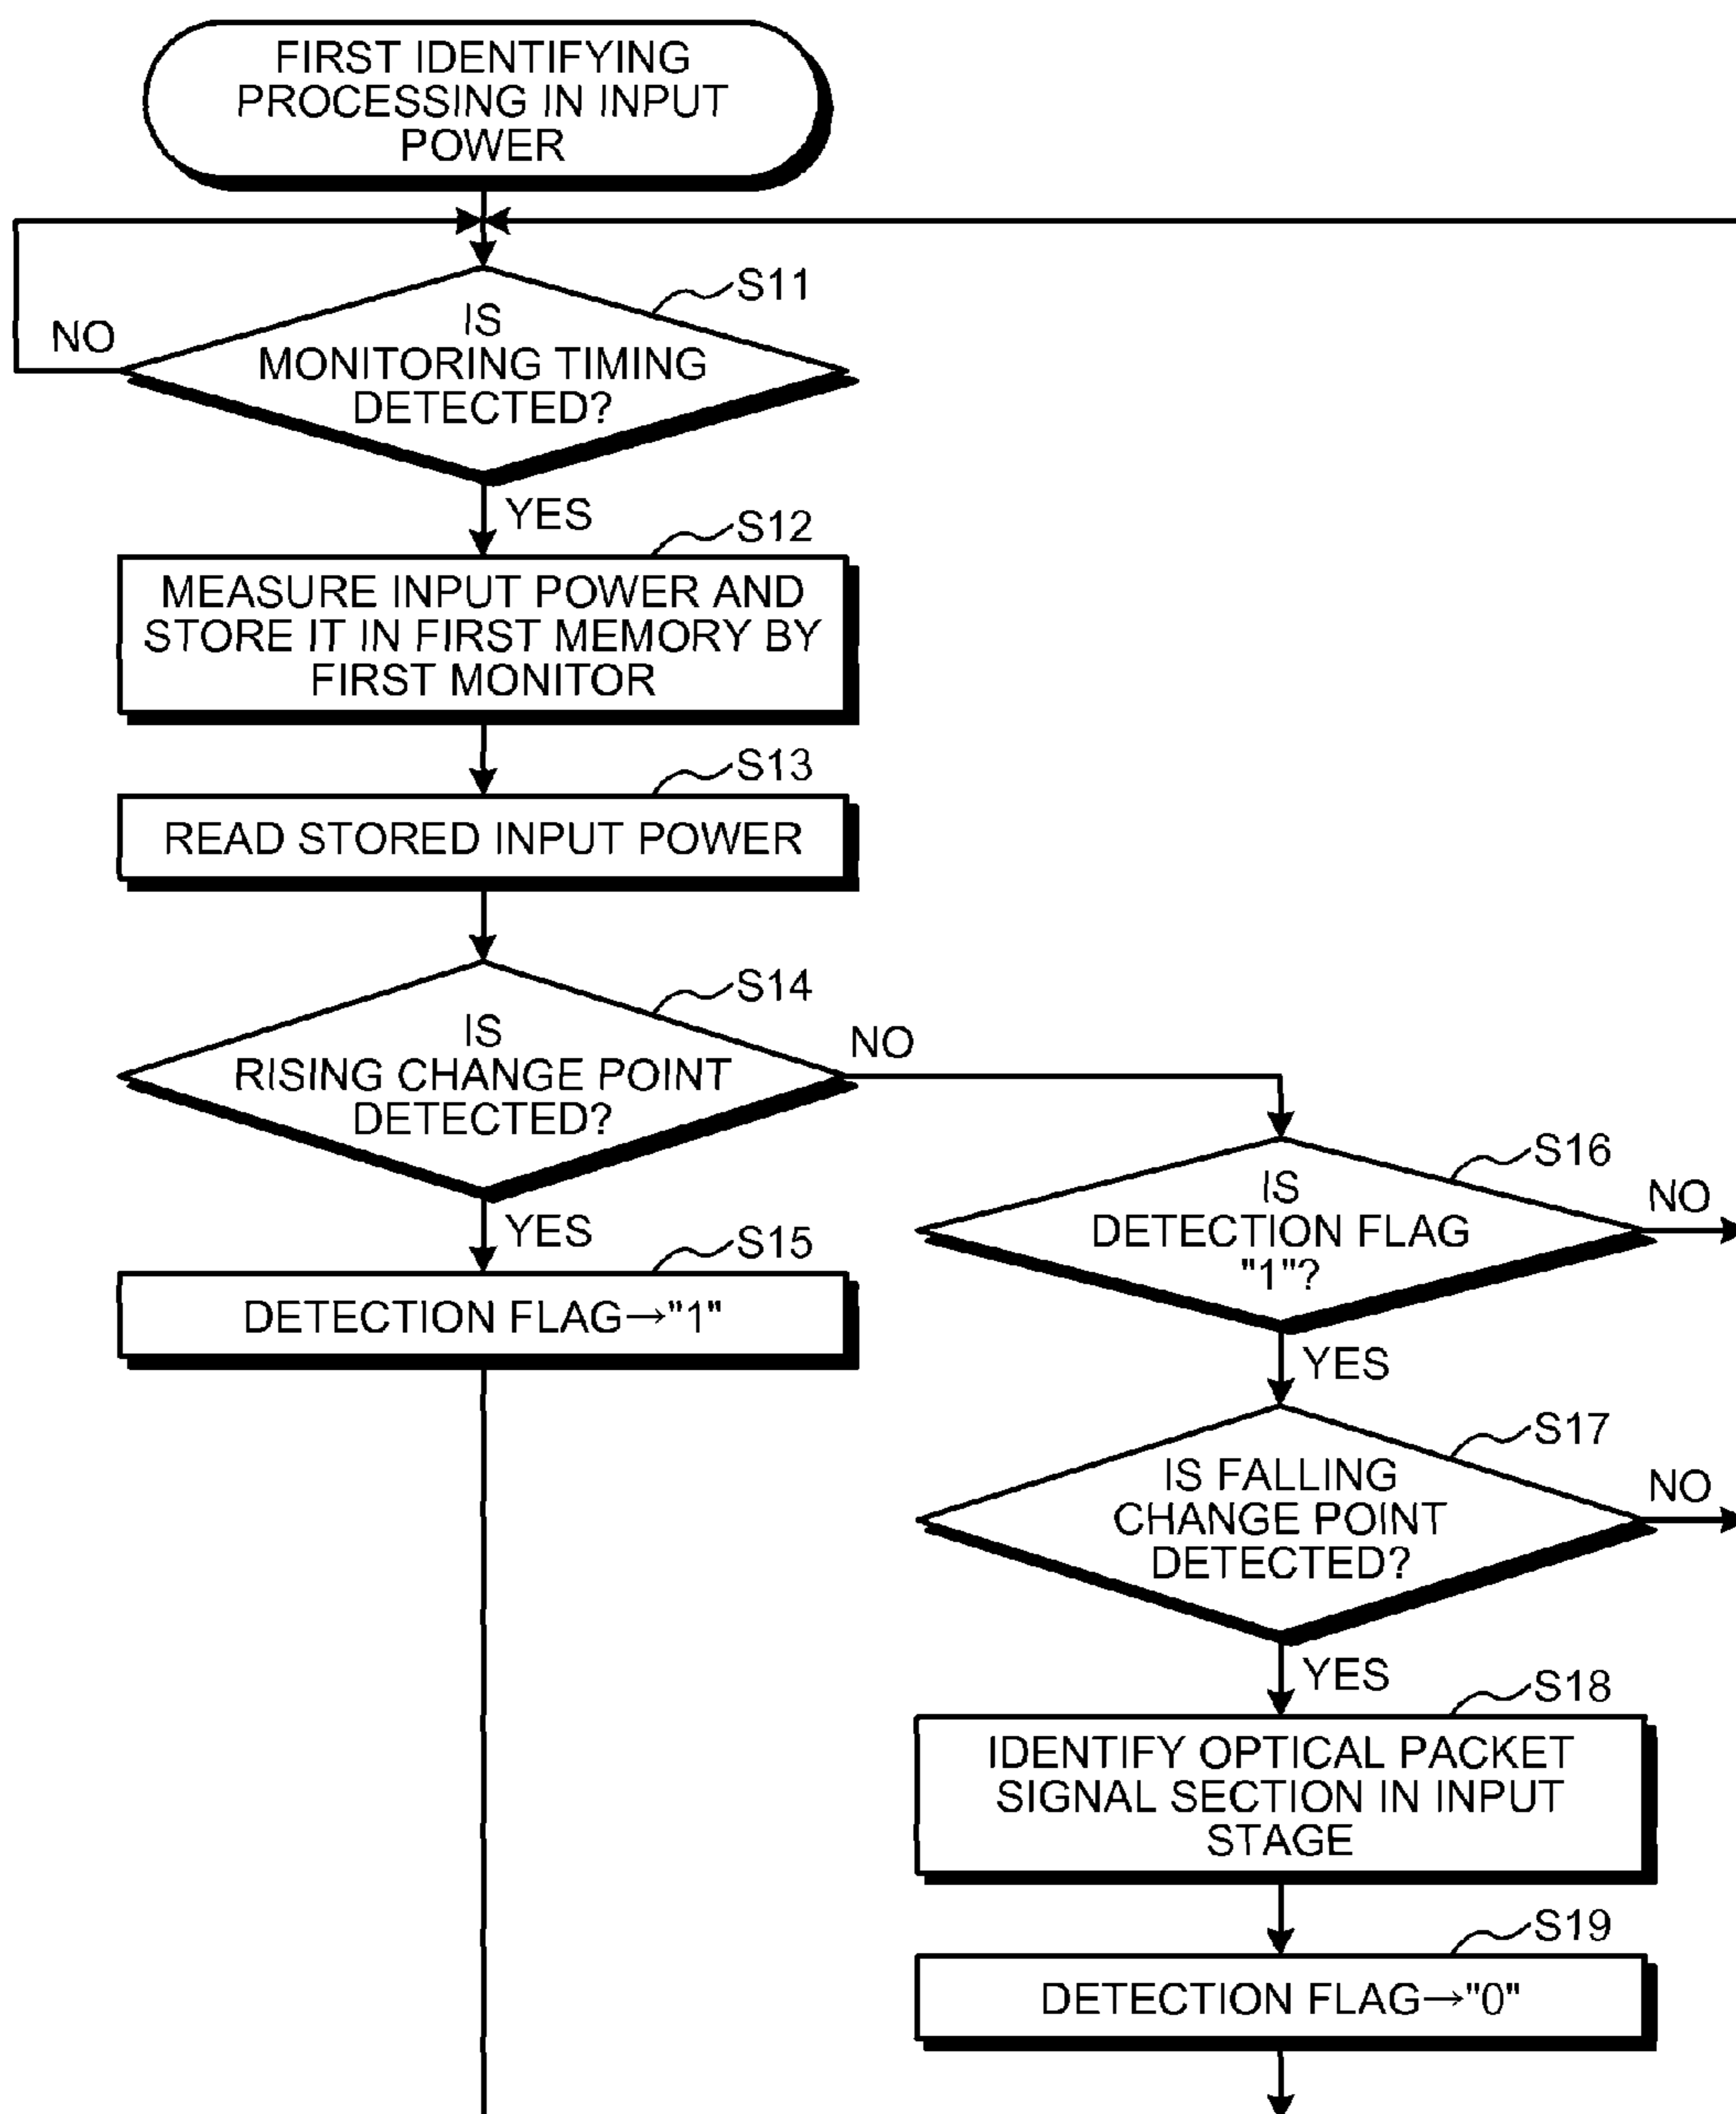 FIRST IDENTIFYING
PROCESSING IN INPUT
POWER
S11
IS
MONITORING TIMING
DETECTED?
NO
YES
S12
MEASURE INPUT POWER AND
STORE IT IN FIRST MEMORY BY
FIRST MONITOR
S13
READ STORED INPUT POWER
S14
IS
RISING CHANGE POINT
DETECTED?
NO
YES
S15
DETECTION FLAG→"1"
S16
IS
DETECTION FLAG
"1"?
NO
YES
S17
IS FALLING
CHANGE POINT
DETECTED?
NO
YES
S18
IDENTIFY OPTICAL PACKET
SIGNAL SECTION IN INPUT
STAGE
S19
DETECTION FLAG→"0"